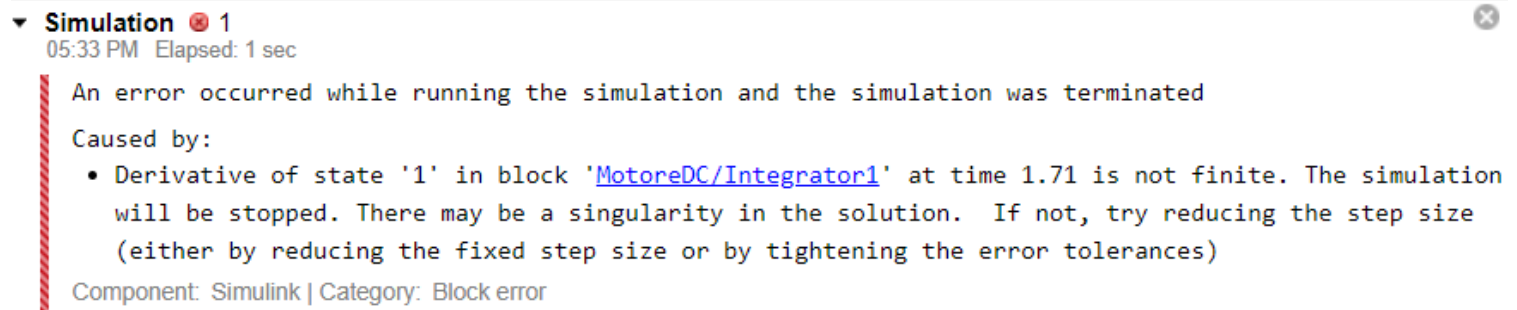 Simulation 1
05:33 PM Elapsed: 1 sec
An error occurred while running the simulation and the simulation was terminated
Caused by:
• Derivative of state '1' in block 'MotoreDC/Integrator1' at time 1.71 is not finite. The simulation
will be stopped. There may be a singularity in the solution.  If not, try reducing the step size
(either by reducing the fixed step size or by tightening the error tolerances)
Component: Simulink | Category: Block error